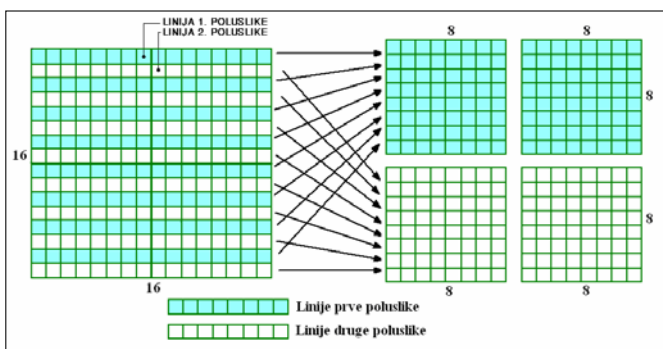 LINIJA 1. POLUSLIKE
LINIJA 2. POLUSLIKE
8 8
8
16
8
16
8 8
Linije prve poluslike
Linije druge poluslike